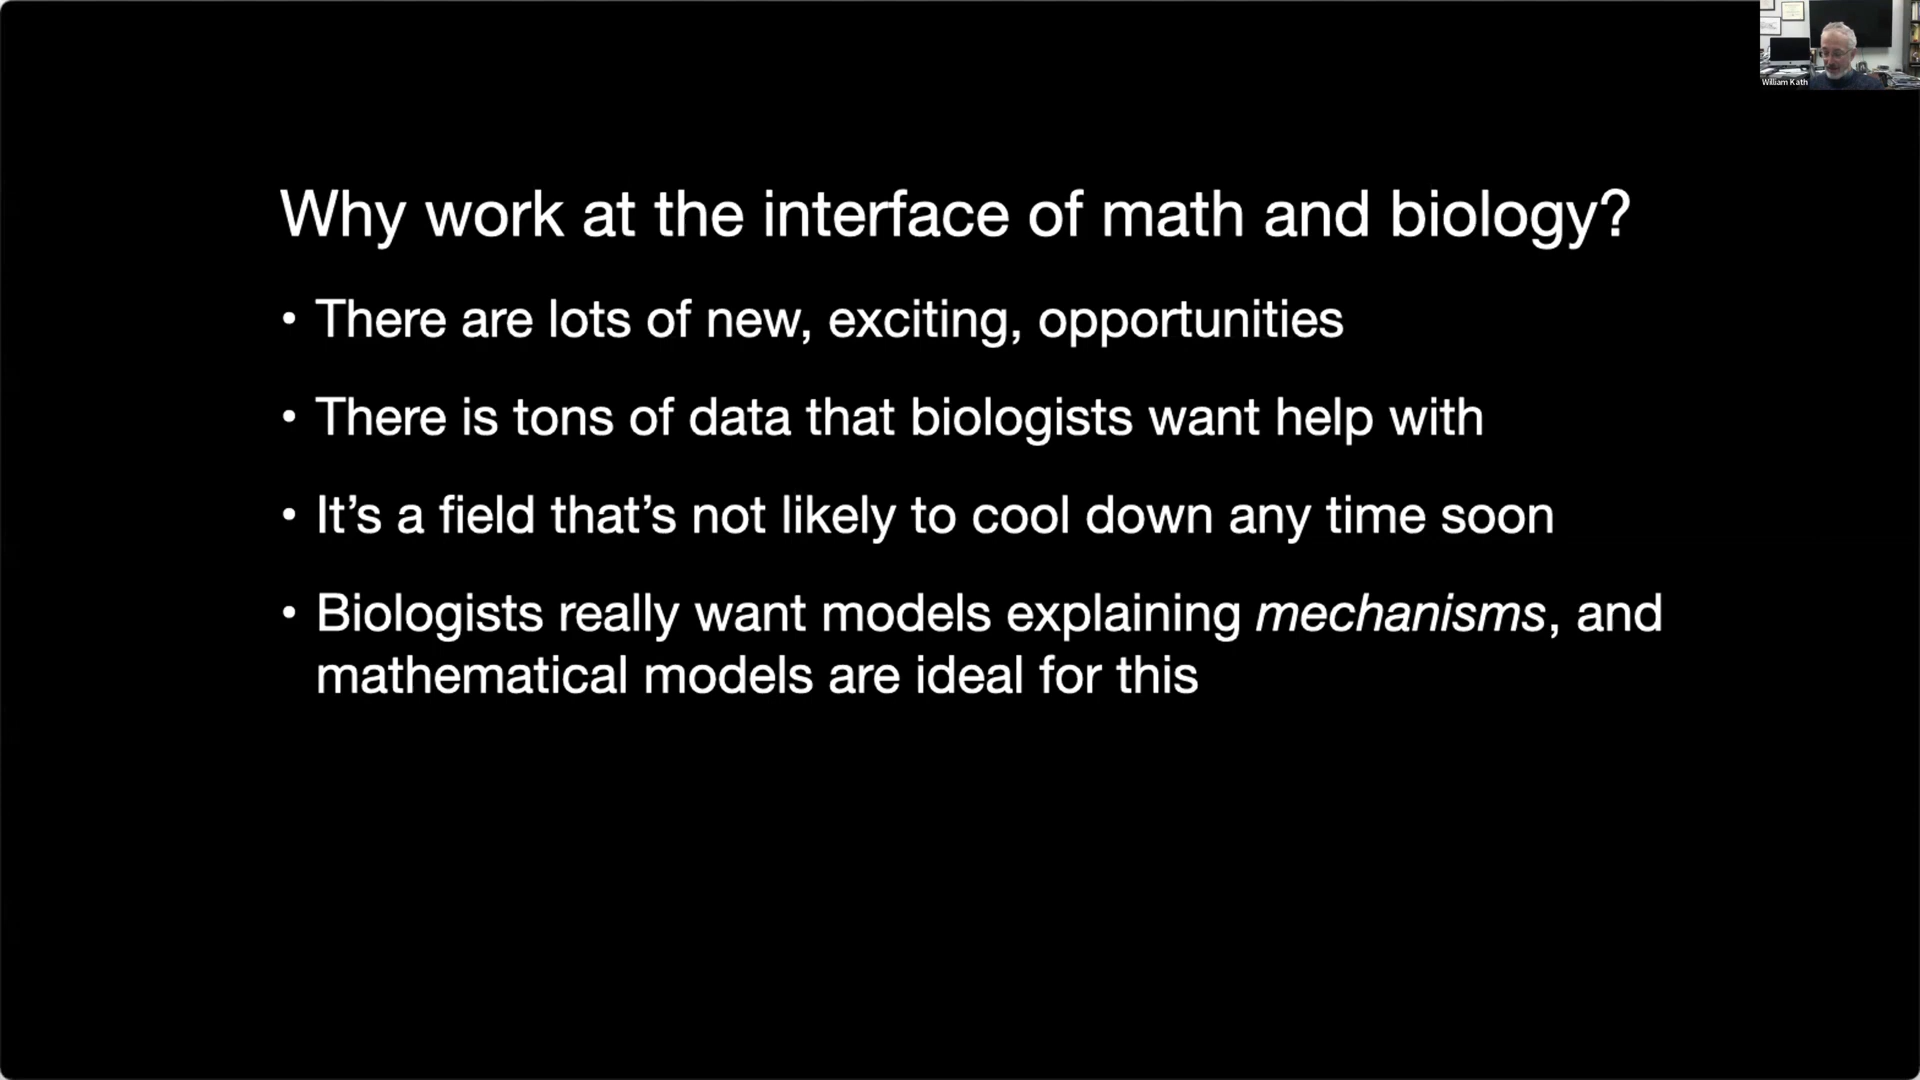 William Kath
Why work at the interface of math and biology?
• There are lots of new, exciting, opportunities
• There is tons of data that biologists want help with
• It’s a field that’s not likely to cool down any time soon
• Biologists really want models explaining mechanisms, and
mathematical models are ideal for this